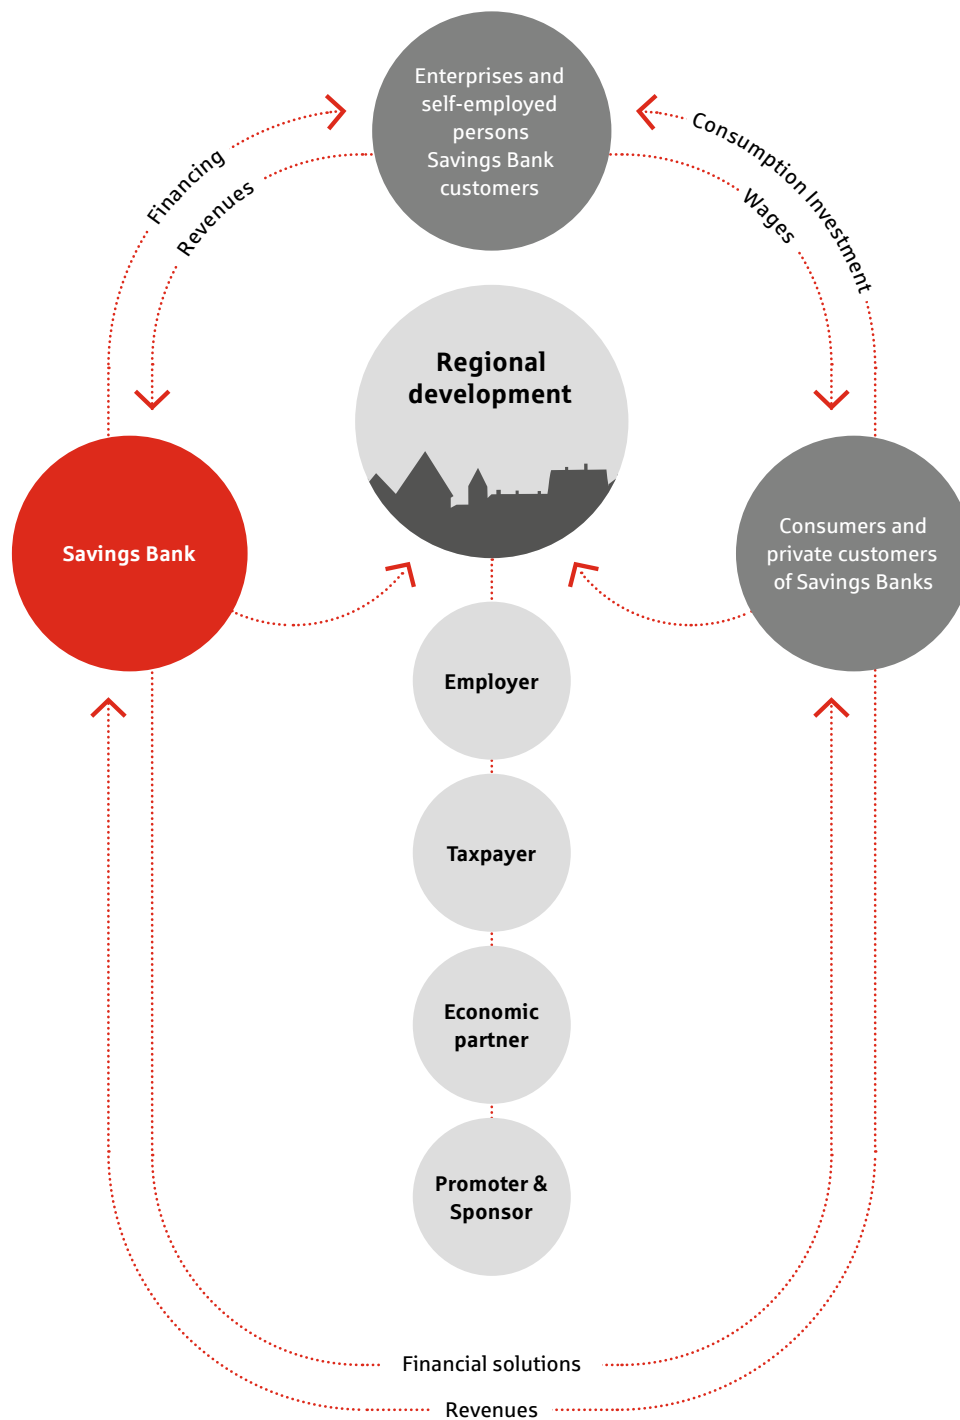 Enterprises and
self-employed
persons
Savings Bank
customers
Financing
Revenues
Consumption Investment
Wages
Regional
development
Savings Bank
Consumers and
private customers
of Savings Banks
Employer
Taxpayer
Economic
partner
Promoter &
Sponsor
Financial solutions
Revenues